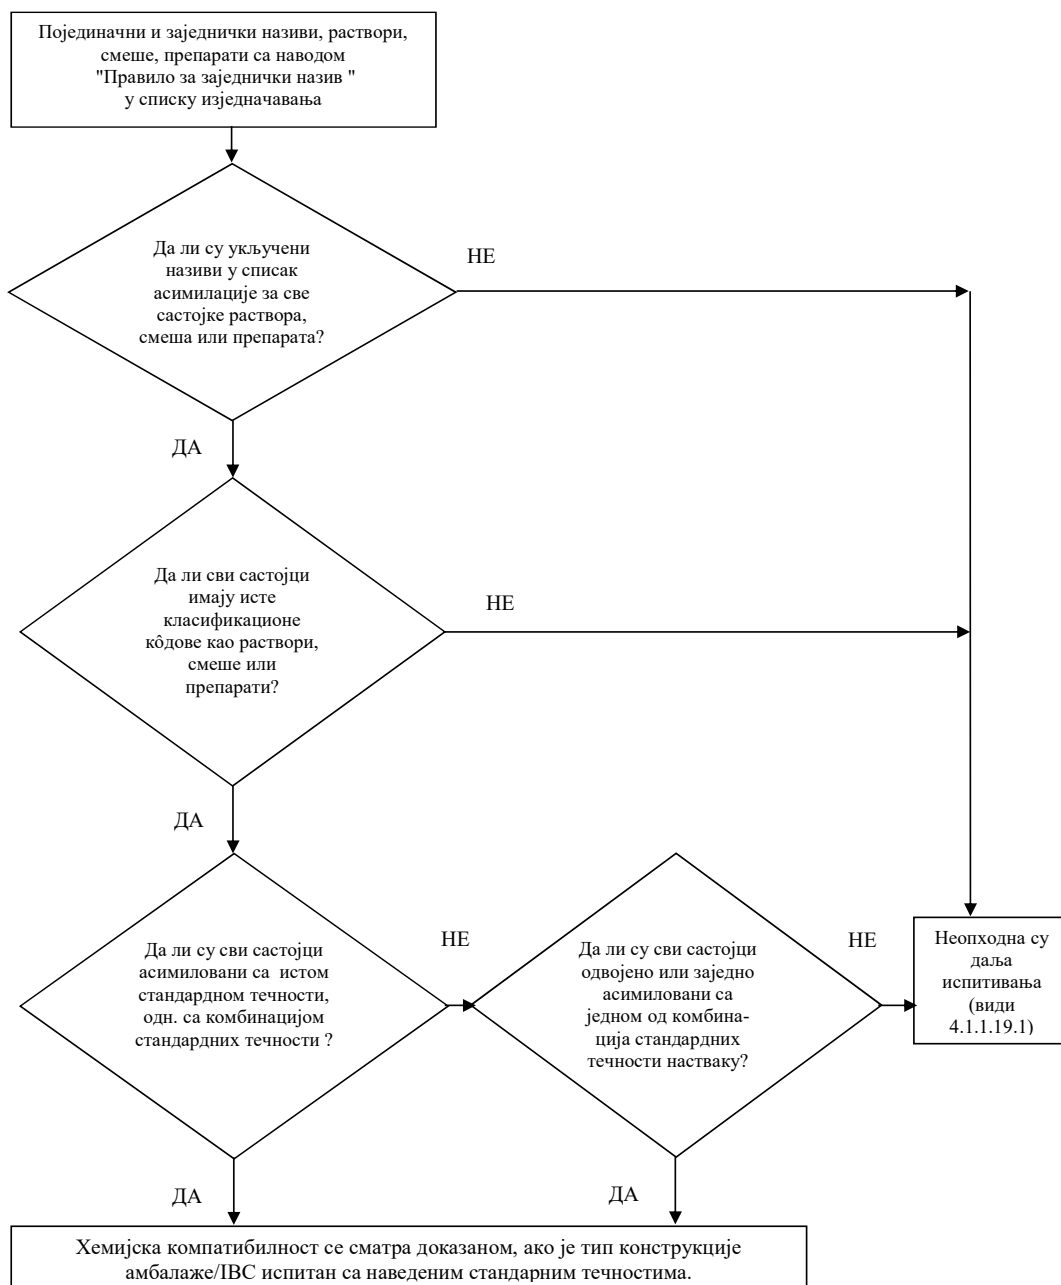 Појединачни и заједнички називи, раствори,
смеше, препарати са наводом
"Правило за заједнички назив "
у списку изједначавања
Да ли су укључени
називи у списак
асимилације за све
састојке раствора,
смеша или препарата?
НЕ
ДА
Да ли сви састојци
имају исте
класификационе
кôдове као раствори,
смеше или
препарати?
НЕ
ДА
Да ли су сви састојци
асимиловани са истом
стандардном течности,
одн. са комбинацијом
стандардних течности ?
НЕ
Да ли су сви састојци
одвојено или заједно
асимиловани са
једном од комбина-
ција стандардних
течности наствaку?
НЕ
Неопходна су
даља
испитивања
(види
4.1.1.19.1)
ДА
ДА
Хемијска компатибилност се сматра доказаном, ако је тип конструкције
амбалаже/IBC испитан са наведеним стандарним течностима.